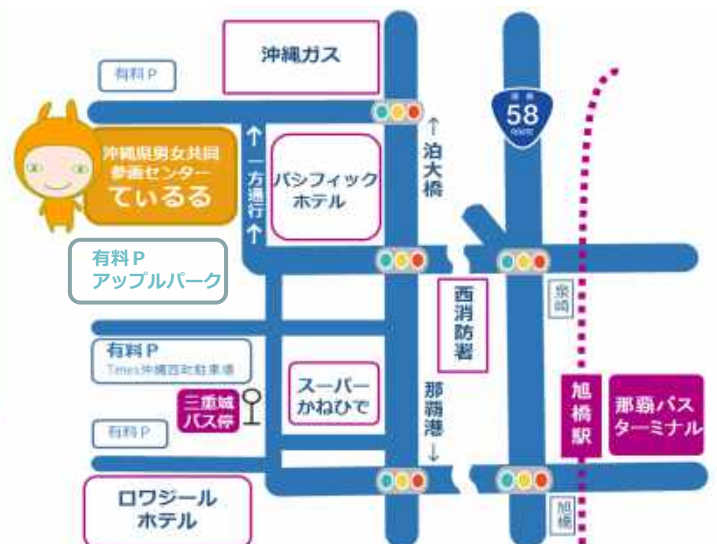 沖縄ガス
有料P
国道
58
ROUTE
沖縄県男女共同
参画センター
ているる
↑一方通行↑
パシフィック
ホテル
↑泊大橋
有料P
アップルパーク
泉崎
西消防署
有料P
Times沖縄西町駐車場
三重城
バス停
スーパー
かねひで
那覇港↓
旭橋駅
那覇バス
ターミナル
有料P
ロワジール
ホテル
旭橋